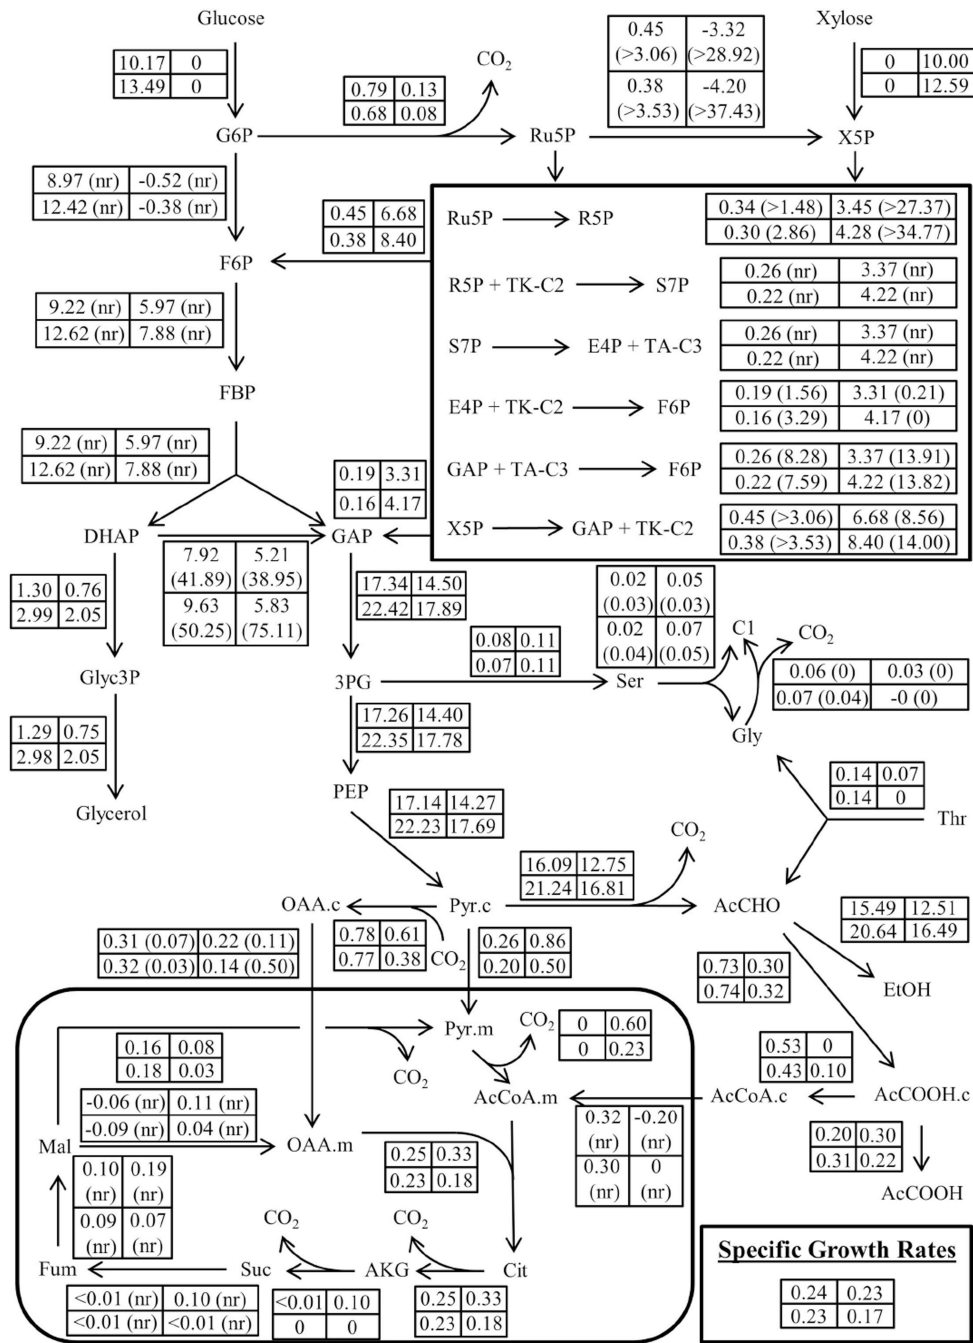 Glucose
Xylose
10.17 0
13.49 0
0.79 0.13
0.68 0.08
CO2
0.45 -3.32
(>3.06) (>28.92)
0.38 -4.20
(>3.53) (>37.43)
0 10.00
0 12.59
G6P
Ru5P
X5P
8.97 (nr) -0.52 (nr)
12.42 (nr) -0.38 (nr)
0.45 6.68
0.38 8.40
F6P
Ru5P R5P
0.34 (>1.48) 3.45 (>27.37)
0.30 (2.86) 4.28 (>34.77)
R5P + TK-C2 S7P
0.26 (nr) 3.37 (nr)
0.22 (nr) 4.22 (nr)
S7P E4P + TA-C3
0.26 (nr) 3.37 (nr)
0.22 (nr) 4.22 (nr)
E4P + TK-C2 F6P
0.19 (1.56) 3.31 (0.21)
0.16 (3.29) 4.17 (0)
GAP + TA-C3 F6P
0.26 (8.28) 3.37 (13.91)
0.22 (7.59) 4.22 (13.82)
X5P GAP + TK-C2
0.45 (>3.06) 6.68 (8.56)
0.38 (>3.53) 8.40 (14.00)
9.22 (nr) 5.97 (nr)
12.62 (nr) 7.88 (nr)
FBP
9.22 (nr) 5.97 (nr)
12.62 (nr) 7.88 (nr)
0.19 3.31
0.16 4.17
DHAP
GAP
7.92 5.21
(41.89) (38.95)
9.63 5.83
(50.25) (75.11)
1.30 0.76
2.99 2.05
17.34 14.50
22.42 17.89
0.08 0.11
0.07 0.11
0.02 0.05
(0.03) (0.03)
0.02 0.07
(0.04) (0.05)
C1
CO2
0.06 (0) 0.03 (0)
0.07 (0.04) -0 (0)
Glyc3P
3PG
Ser
Gly
1.29 0.75
2.98 2.05
17.26 14.40
22.35 17.78
Glycerol
PEP
0.14 0.07
0.14 0
Thr
17.14 14.27
22.23 17.69
16.09 12.75
21.24 16.81
CO2
OAA.c
Pyr.c
AcCHO
15.49 12.51
20.64 16.49
0.31 (0.07) 0.22 (0.11)
0.32 (0.03) 0.14 (0.50)
0.78 0.61
0.77 0.38
CO2
0.26 0.86
0.20 0.50
0.73 0.30
0.74 0.32
EtOH
Pyr.m
CO2
0 0.60
0 0.23
0.16 0.08
0.18 0.03
CO2
0.53 0
0.43 0.10
AcCoA.m
AcCoA.c
AcCOOH.c
-0.06 (nr) 0.11 (nr)
-0.09 (nr) 0.04 (nr)
Mal
OAA.m
0.32 -0.20
(nr) (nr)
0.30 0
(nr) (nr)
0.20 0.30
0.31 0.22
AcCOOH
0.25 0.33
0.23 0.18
0.10 0.19
(nr) (nr)
0.09 0.07
(nr) (nr)
CO2
CO2
Fum
Suc
AKG
Cit
<0.01 (nr) 0.10 (nr)
<0.01 (nr) <0.01 (nr)
<0.01 0.10
0 0
0.25 0.33
0.23 0.18
Specific Growth Rates
0.24 0.23
0.23 0.17